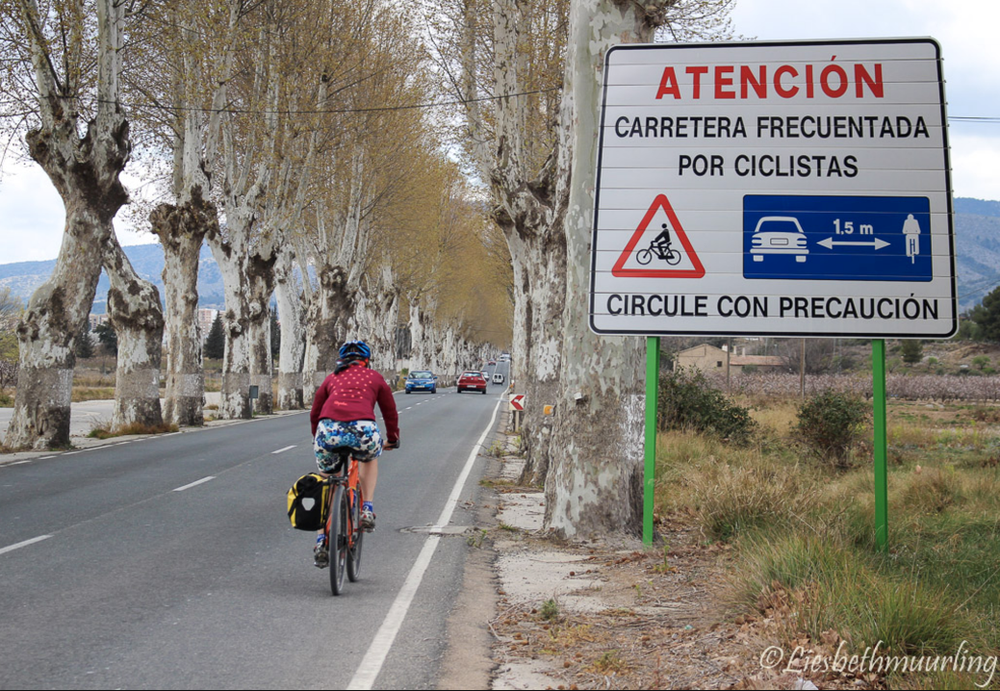 ATENCIÓN
CARRETERA FRECUENTADA
POR CICLISTAS
1,5 m
CIRCULE CON PRECAUCIÓN
©Liesbethmuurling